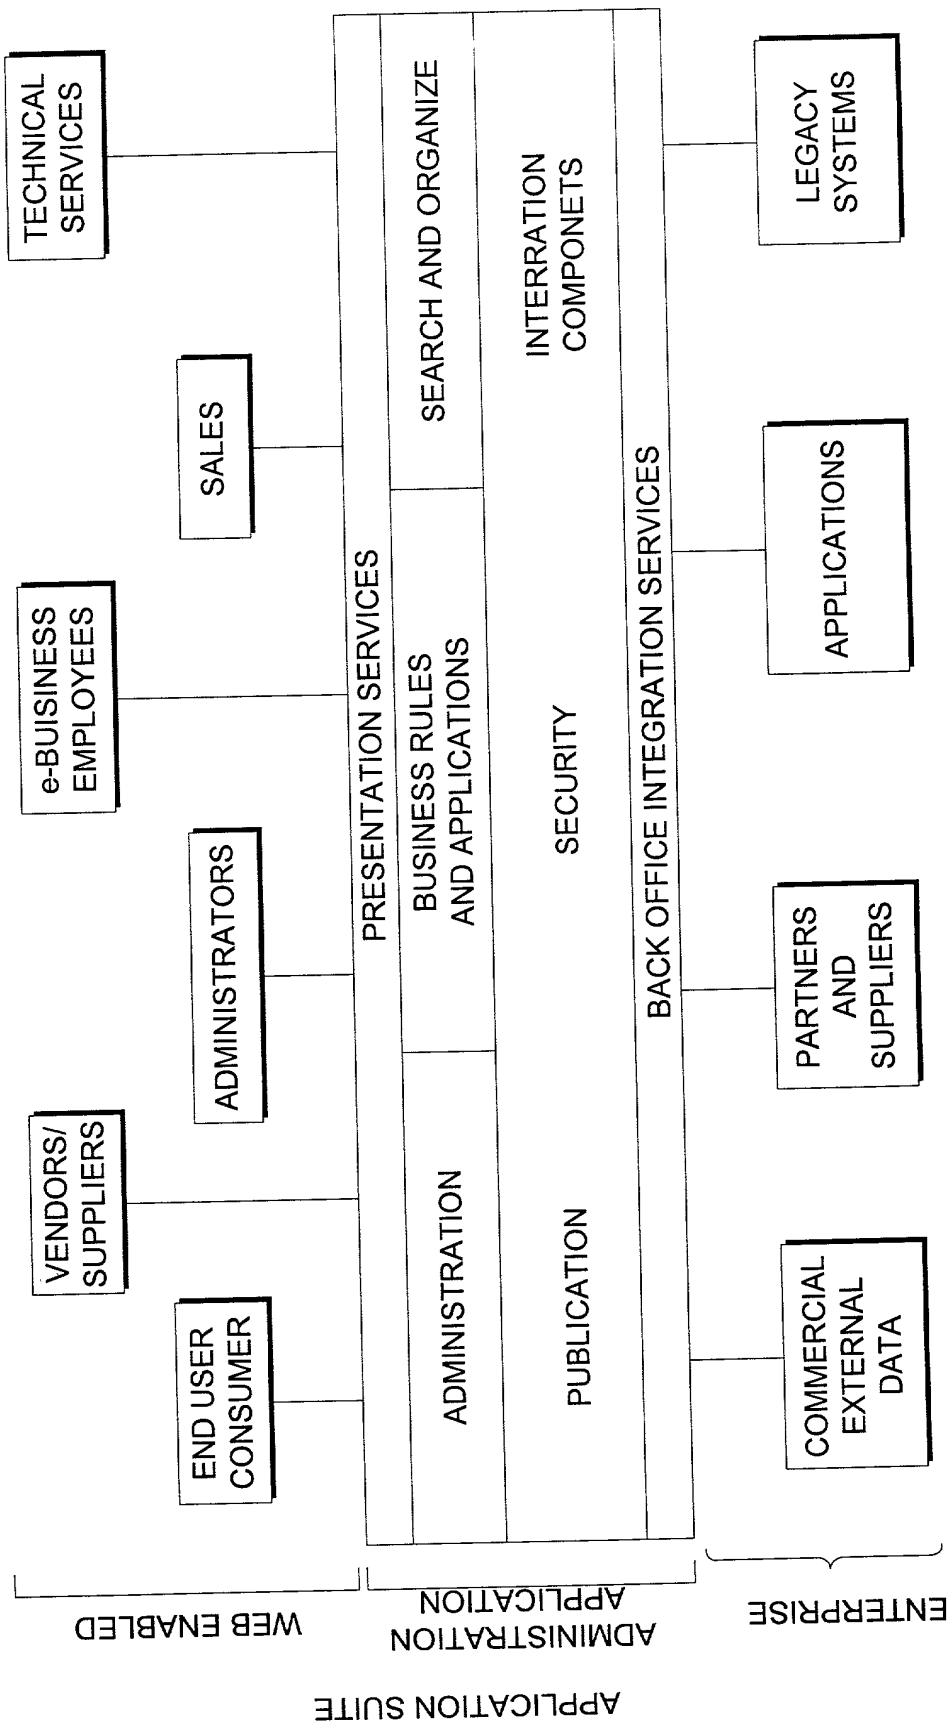 TECHNICAL
SERVICES
SALES
e-BUISINESS
EMPLOYEES
ADMINISTRATORS
VENDORS/
SUPPLIERS
END USER
CONSUMER
PRESENTATION SERVICES
SEARCH AND ORGANIZE
BUSINESS RULES
AND APPLICATIONS
ADMINISTRATION
INTERRATION
COMPONETS
SECURITY
PUBLICATION
BACK OFFICE INTEGRATION SERVICES
LEGACY
SYSTEMS
APPLICATIONS
PARTNERS
AND
SUPPLIERS
COMMERCIAL
EXTERNAL
DATA
WEB ENABLED
ADMINISTRATION
APPLICATION
ENTERPRISE
APPLICATION SUITE